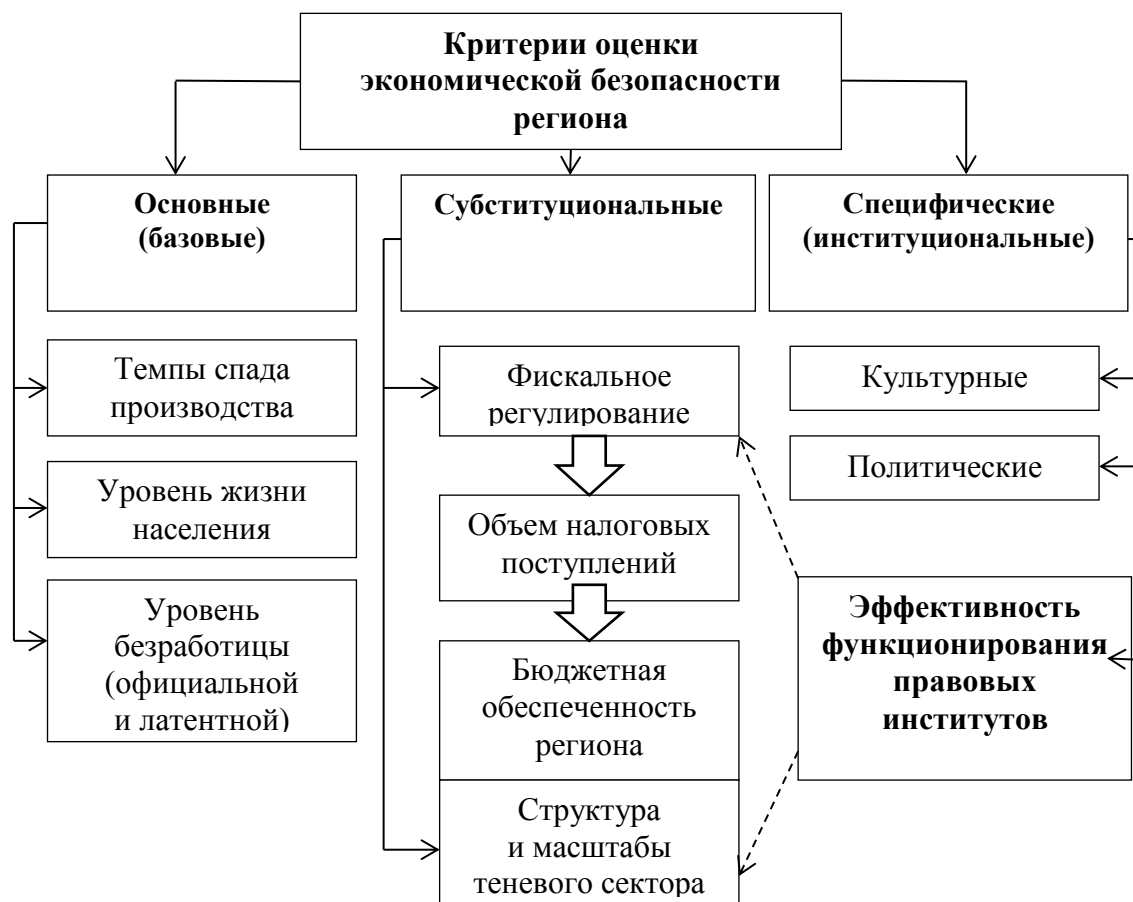 Критерии оценки
экономической безопасности
региона
Основные
(базовые)
Субституциональные
Специфические
(институциональные)
Темпы спада
производства
Уровень жизни
населения
Уровень
безработицы
(официальной
и латентной)
Фискальное
регулирование
Объем налоговых
поступлений
Бюджетная
обеспеченность
региона
Структура
и масштабы
теневого сектора
Культурные
Политические
Эффективность
функционирования
правовых
институтов